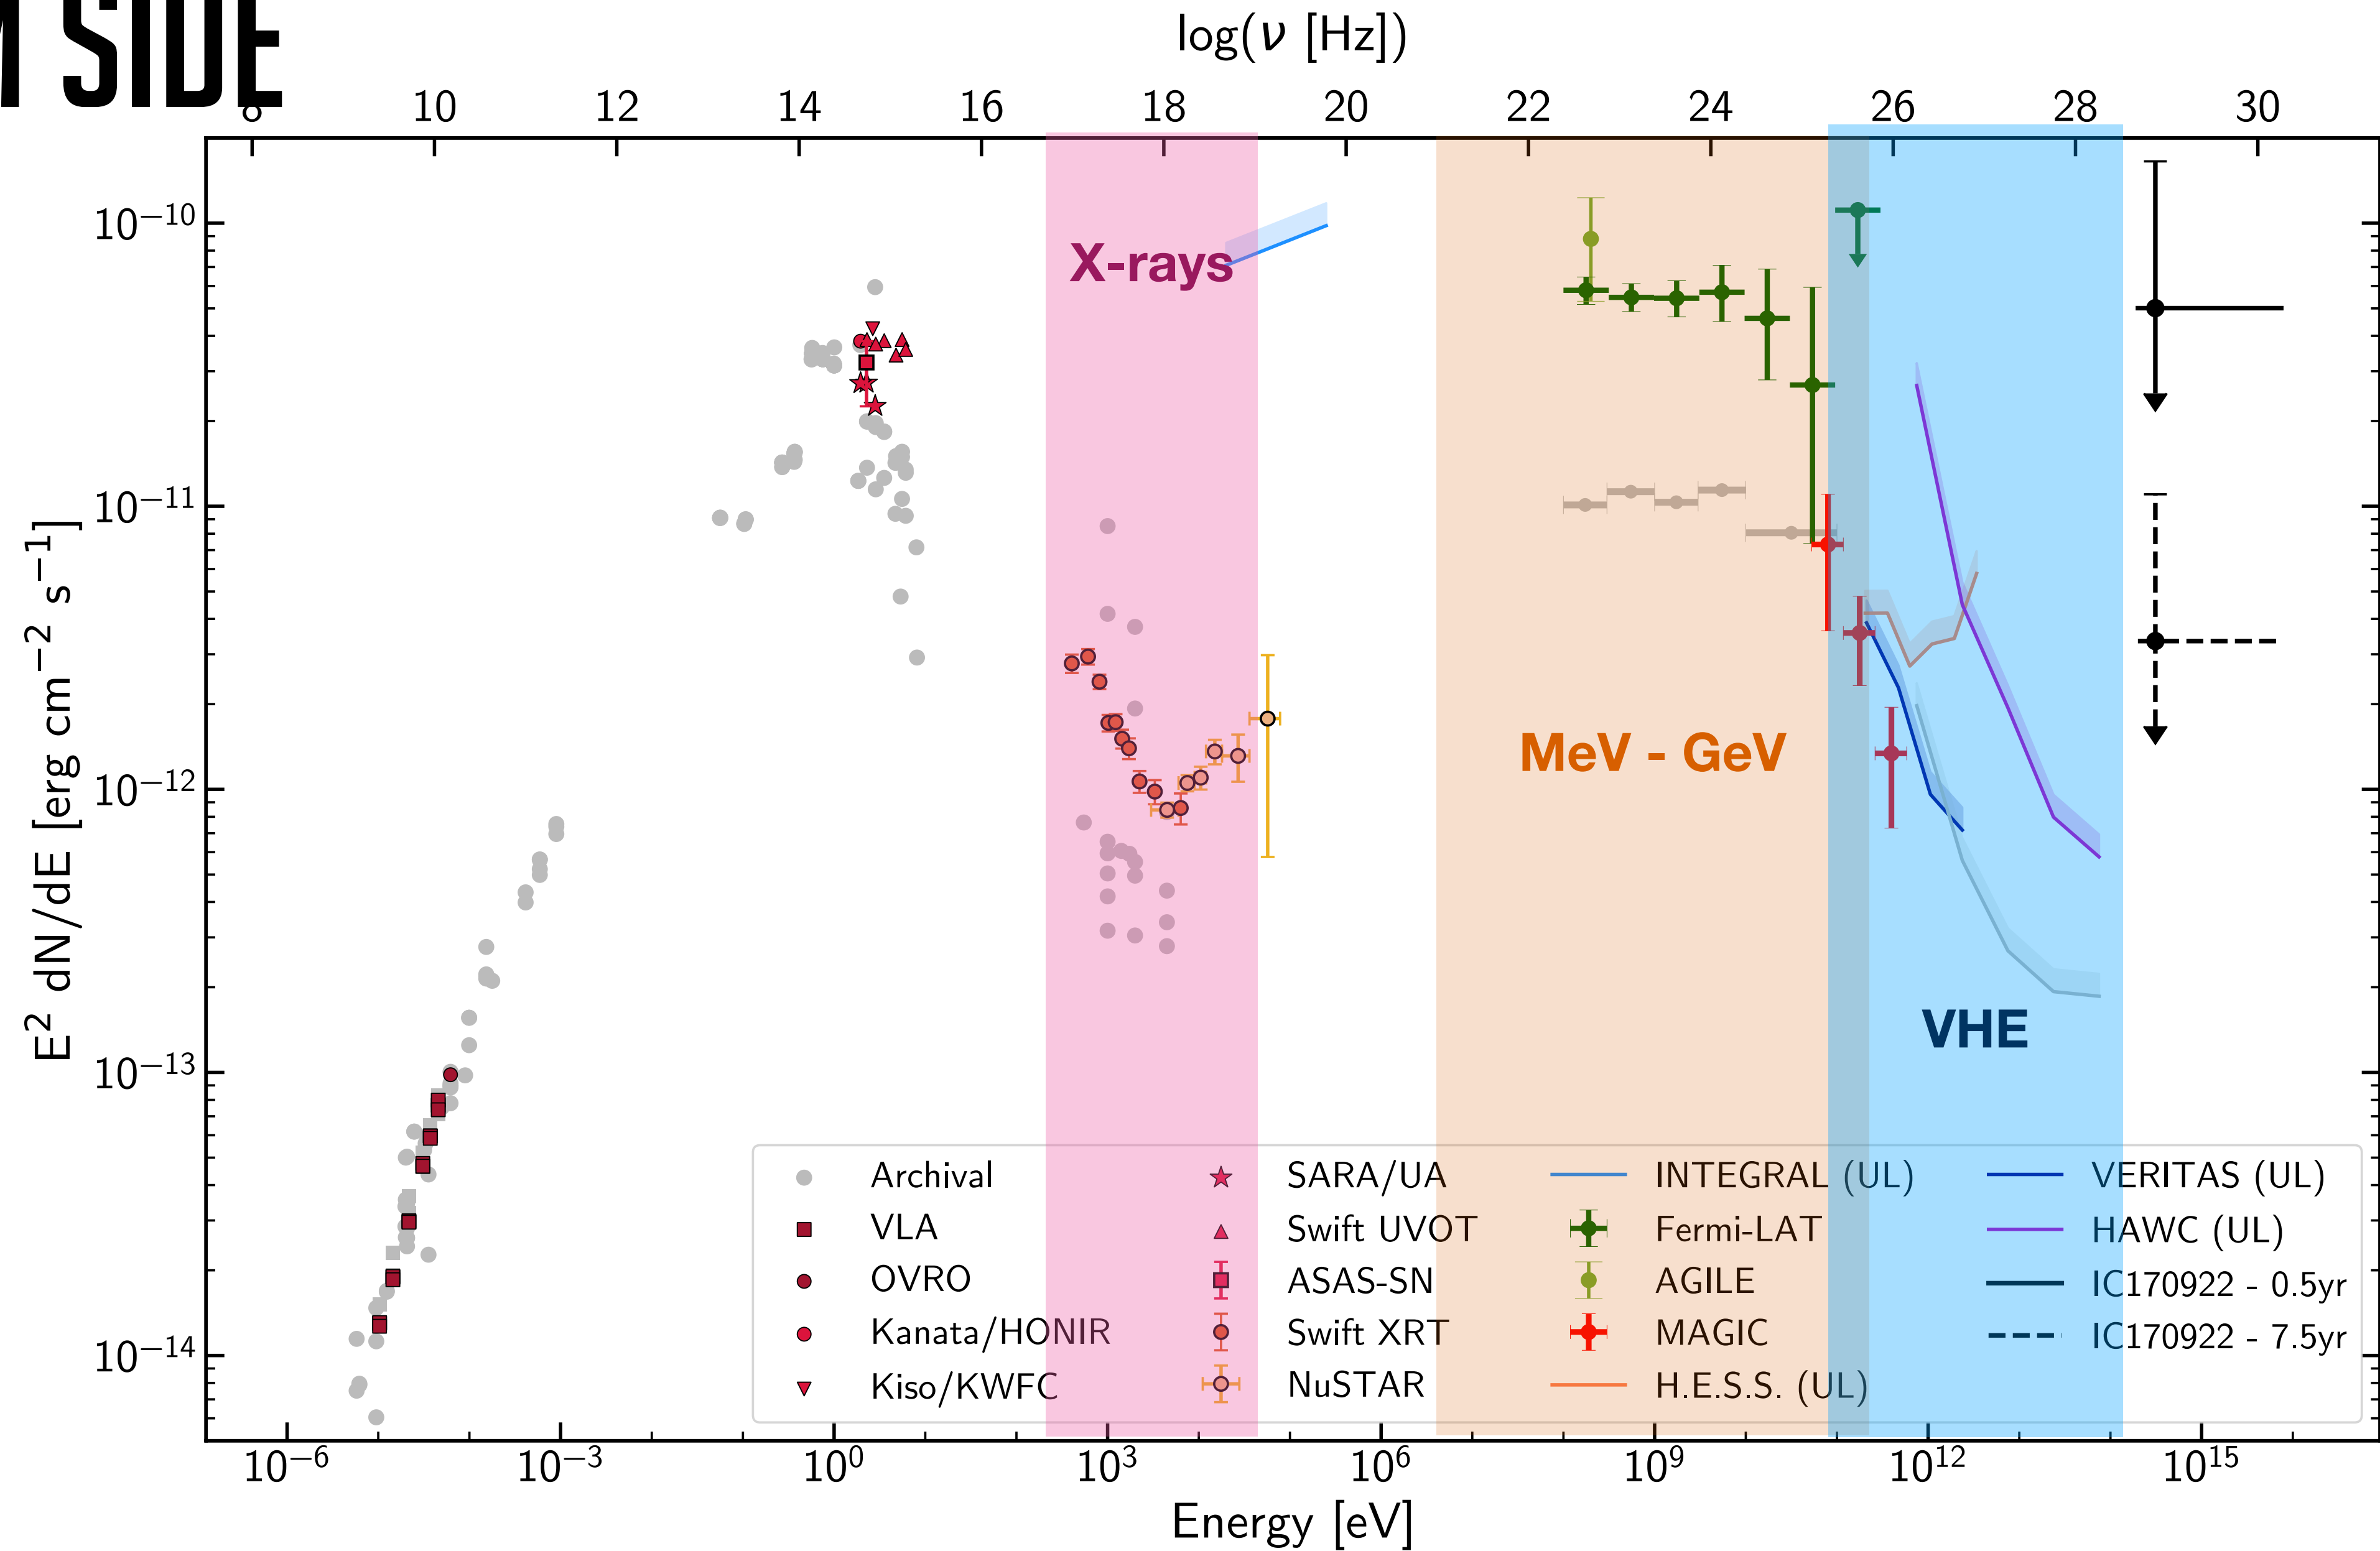 SIDE
log(ν [Hz])
8 10 12 14 16 18 20 22 24 26 28 30
E² dN/dE [erg cm⁻² s⁻¹]
10⁻¹⁰
10⁻¹¹
10⁻¹²
10⁻¹³
10⁻¹⁴
X-rays
MeV - GeV
VHE
Archival
VLA
OVRO
Kanata/HONIR
Kiso/KWFC
SARA/UA
Swift UVOT
ASAS-SN
Swift XRT
NuSTAR
INTEGRAL (UL)
Fermi-LAT
AGILE
MAGIC
H.E.S.S. (UL)
VERITAS (UL)
HAWC (UL)
IC170922 - 0.5yr
IC170922 - 7.5yr
10⁻⁶ 10⁻³ 10⁰ 10³ 10⁶ 10⁹ 10¹² 10¹⁵
Energy [eV]